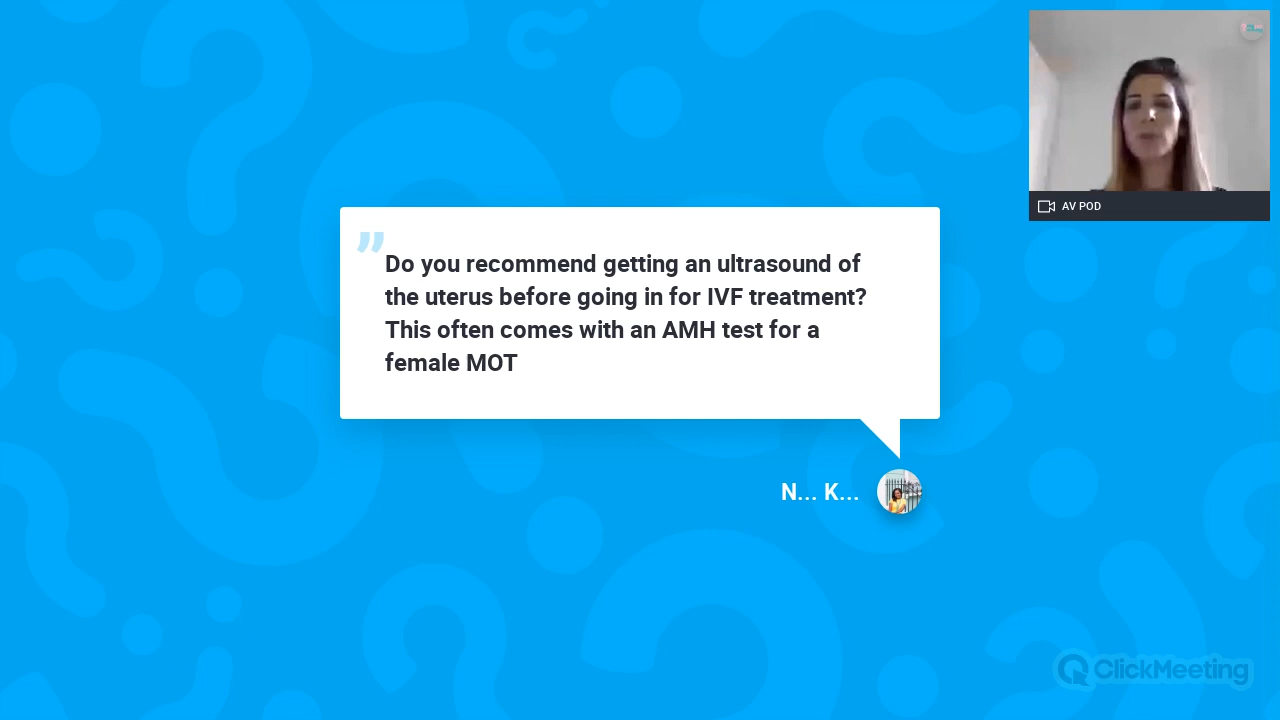 AV POD
”
Do you recommend getting an ultrasound of
the uterus before going in for IVF treatment?
This often comes with an AMH test for a
female MOT
N... K...
ClickMeeting